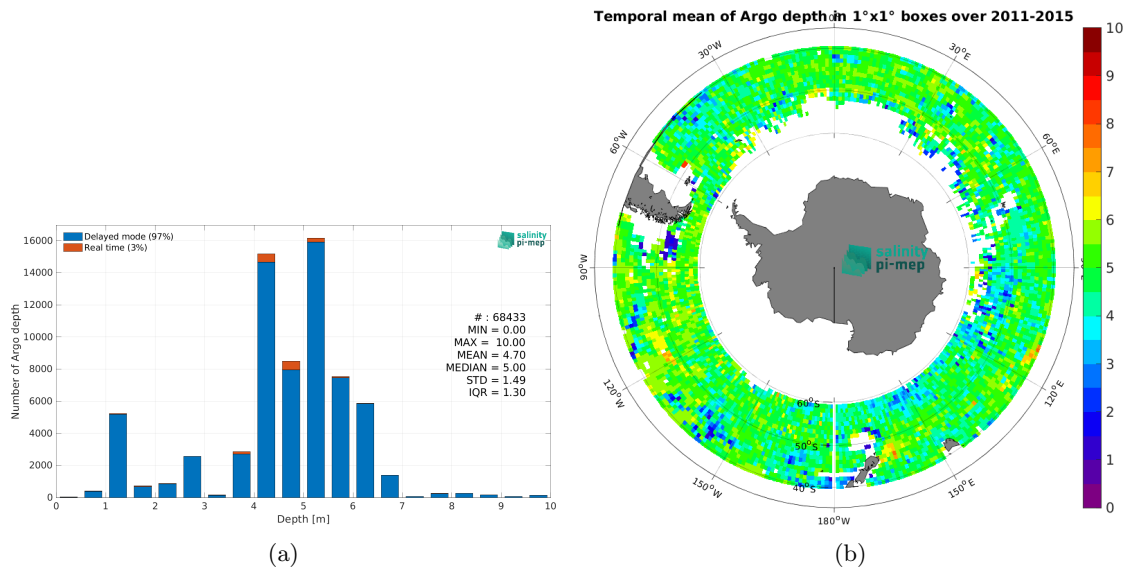 Delayed mode (97%)
Real time (3%)
salinity
pi-mep
16000
14000
12000
10000
8000
6000
4000
2000
0
Number of Argo depth
# : 68433
MIN = 0.00
MAX = 10.00
MEAN = 4.70
MEDIAN = 5.00
STD = 1.49
IQR = 1.30
0 1 2 3 4 5 6 7 8 9 10
Depth [m]
(a)
Temporal mean of Argo depth in 1°x1° boxes over 2011-2015
30°W
30°E
60°W
60°E
90°W
120°W
120°E
150°W
150°E
180°W
60°S
50°S
40°S
salinity
pi-mep
10
9
8
7
6
5
4
3
2
1
0
(b)